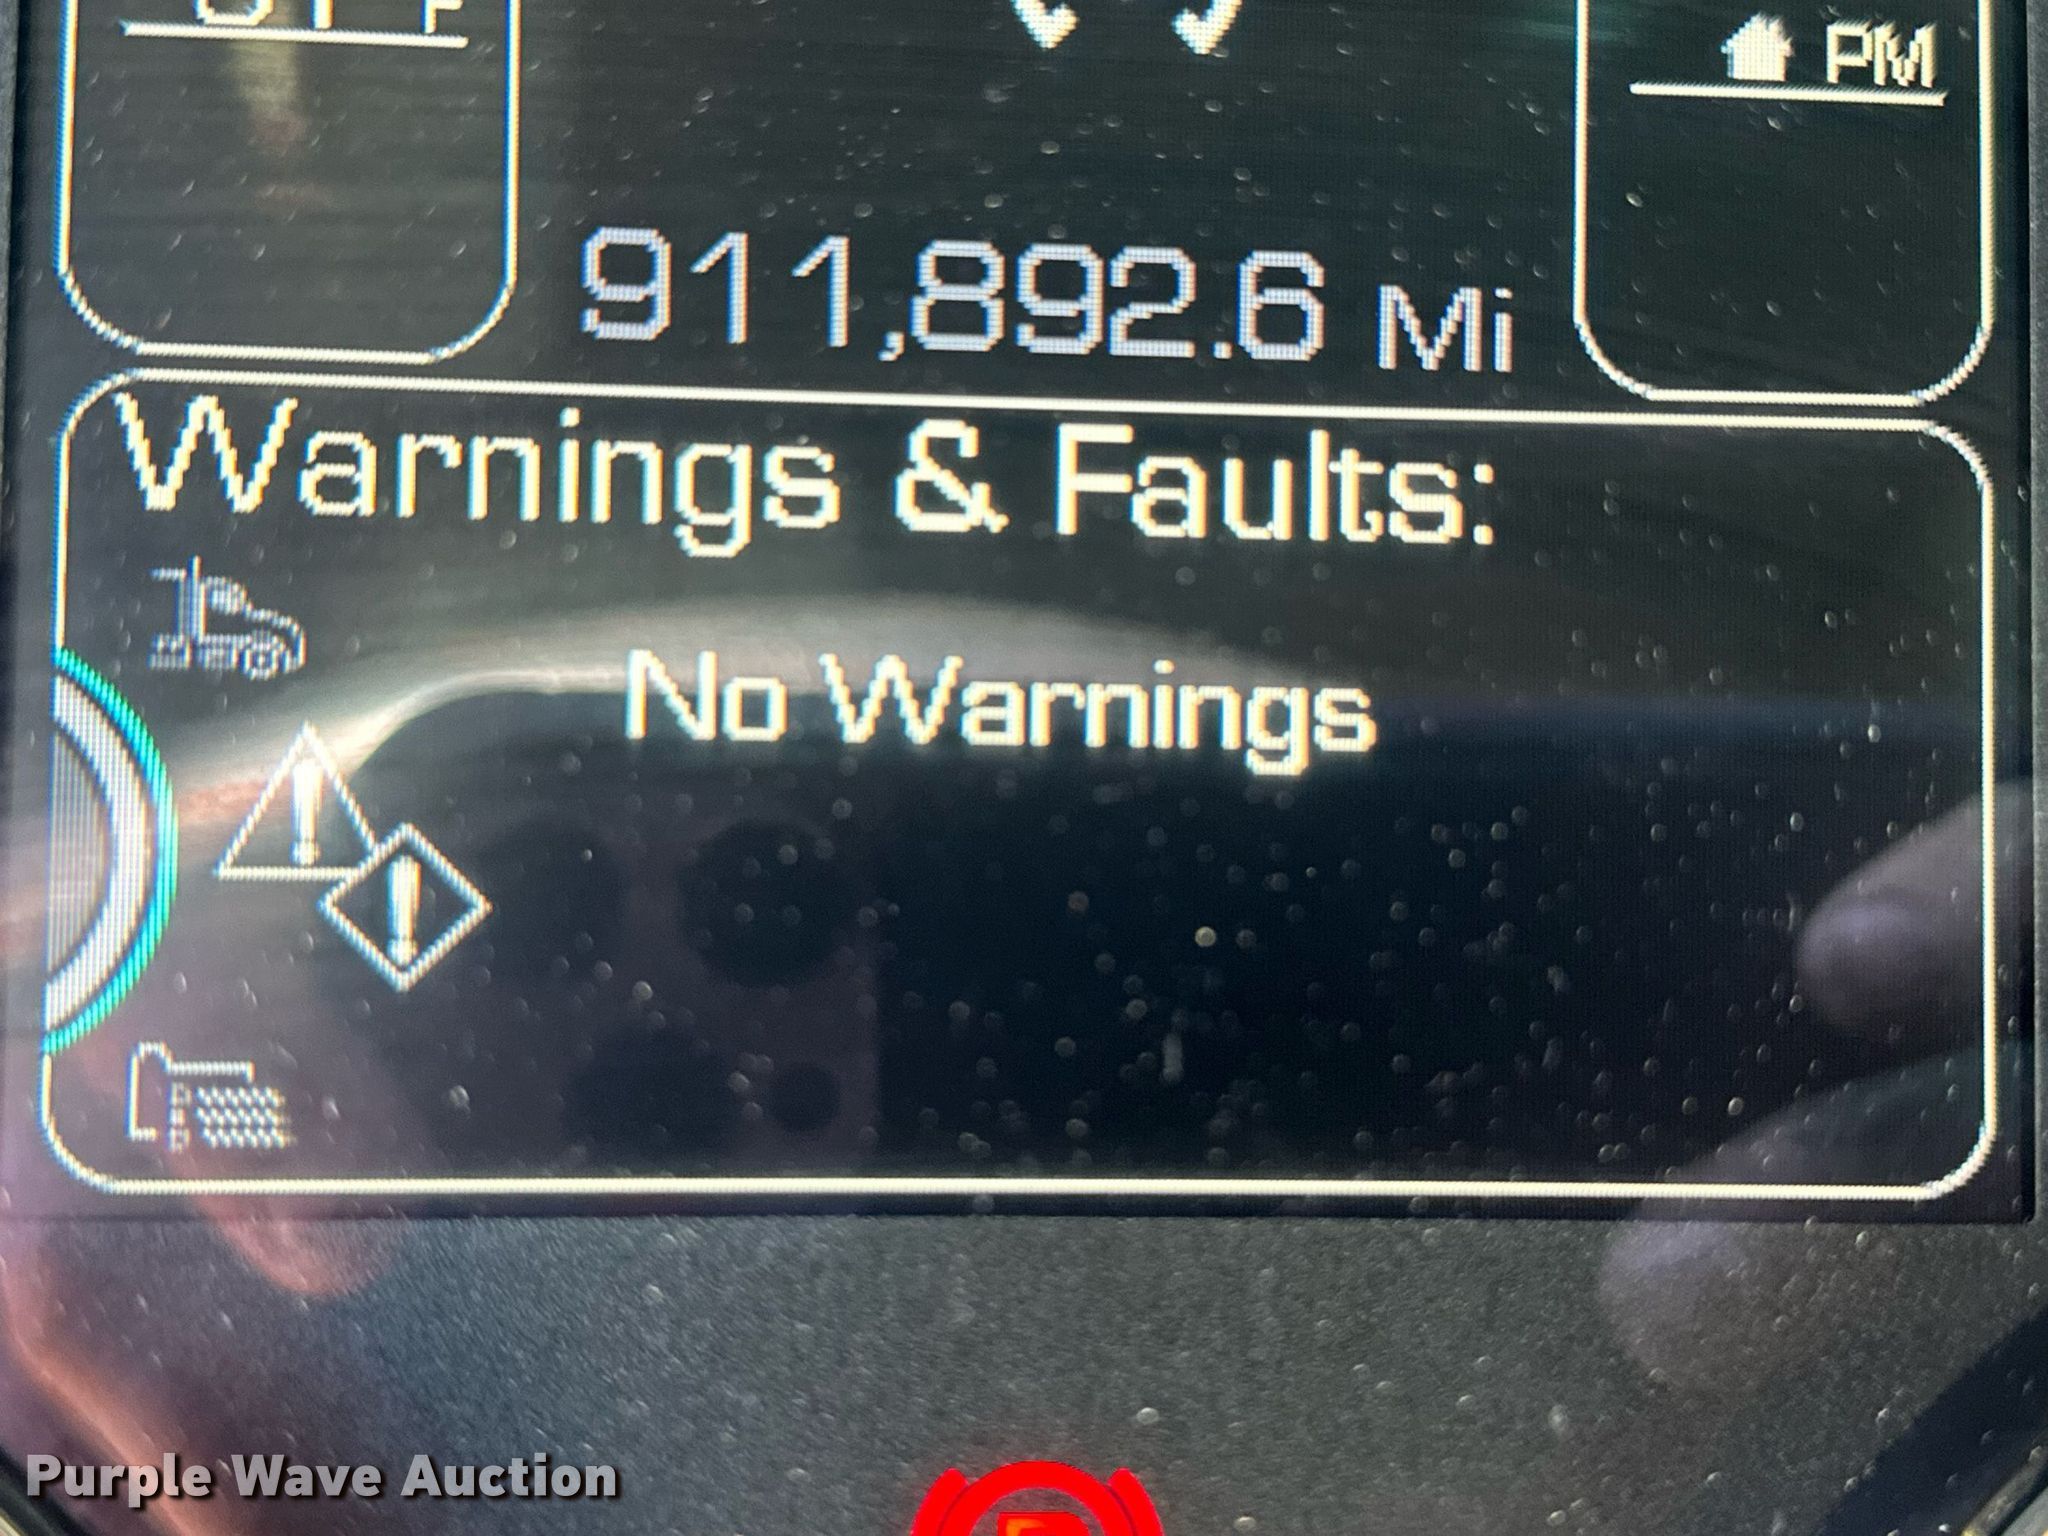 PM
911,892.6 Mi
Warnings & Faults:
No Warnings
Purple Wave Auction